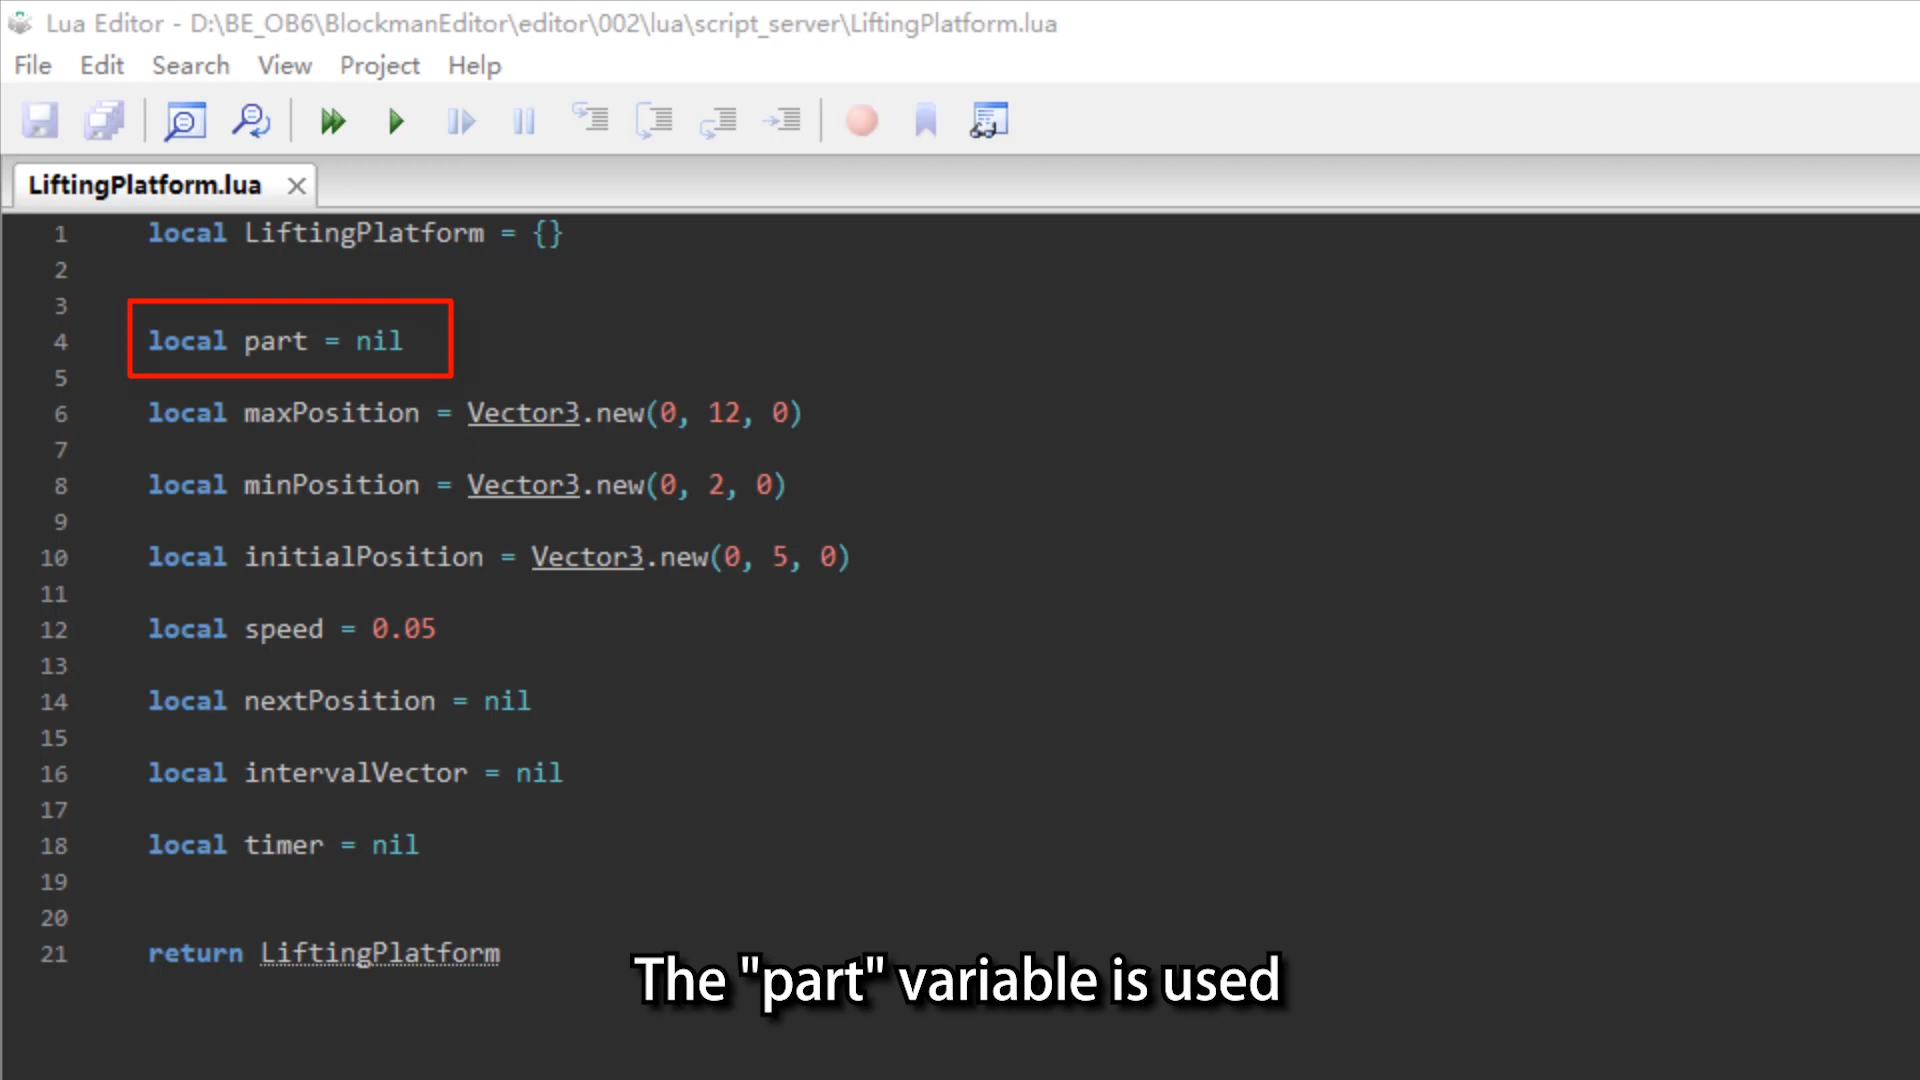 Lua Editor - D:\BE_OB6\BlockmanEditor\editor\002\lua\script_server\LiftingPlatform.lua
File Edit Search View Project Help
LiftingPlatform.lua
1 local LiftingPlatform = {}
2
3
4 local part = nil
5
6 local maxPosition = Vector3.new(0, 12, 0)
7
8 local minPosition = Vector3.new(0, 2, 0)
9
10 local initialPosition = Vector3.new(0, 5, 0)
11
12 local speed = 0.05
13
14 local nextPosition = nil
15
16 local intervalVector = nil
17
18 local timer = nil
19
20
21 return LiftingPlatform
The "part" variable is used